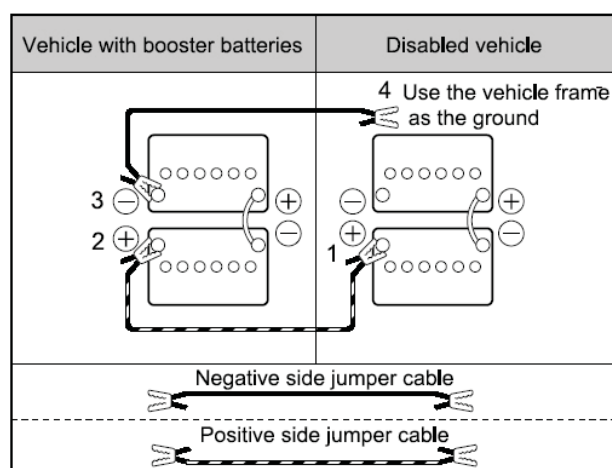 Vehicle with booster batteries
Disabled vehicle
4 Use the vehicle frame
as the ground
3 − + −
+
2 + − + −
1
Negative side jumper cable
Positive side jumper cable